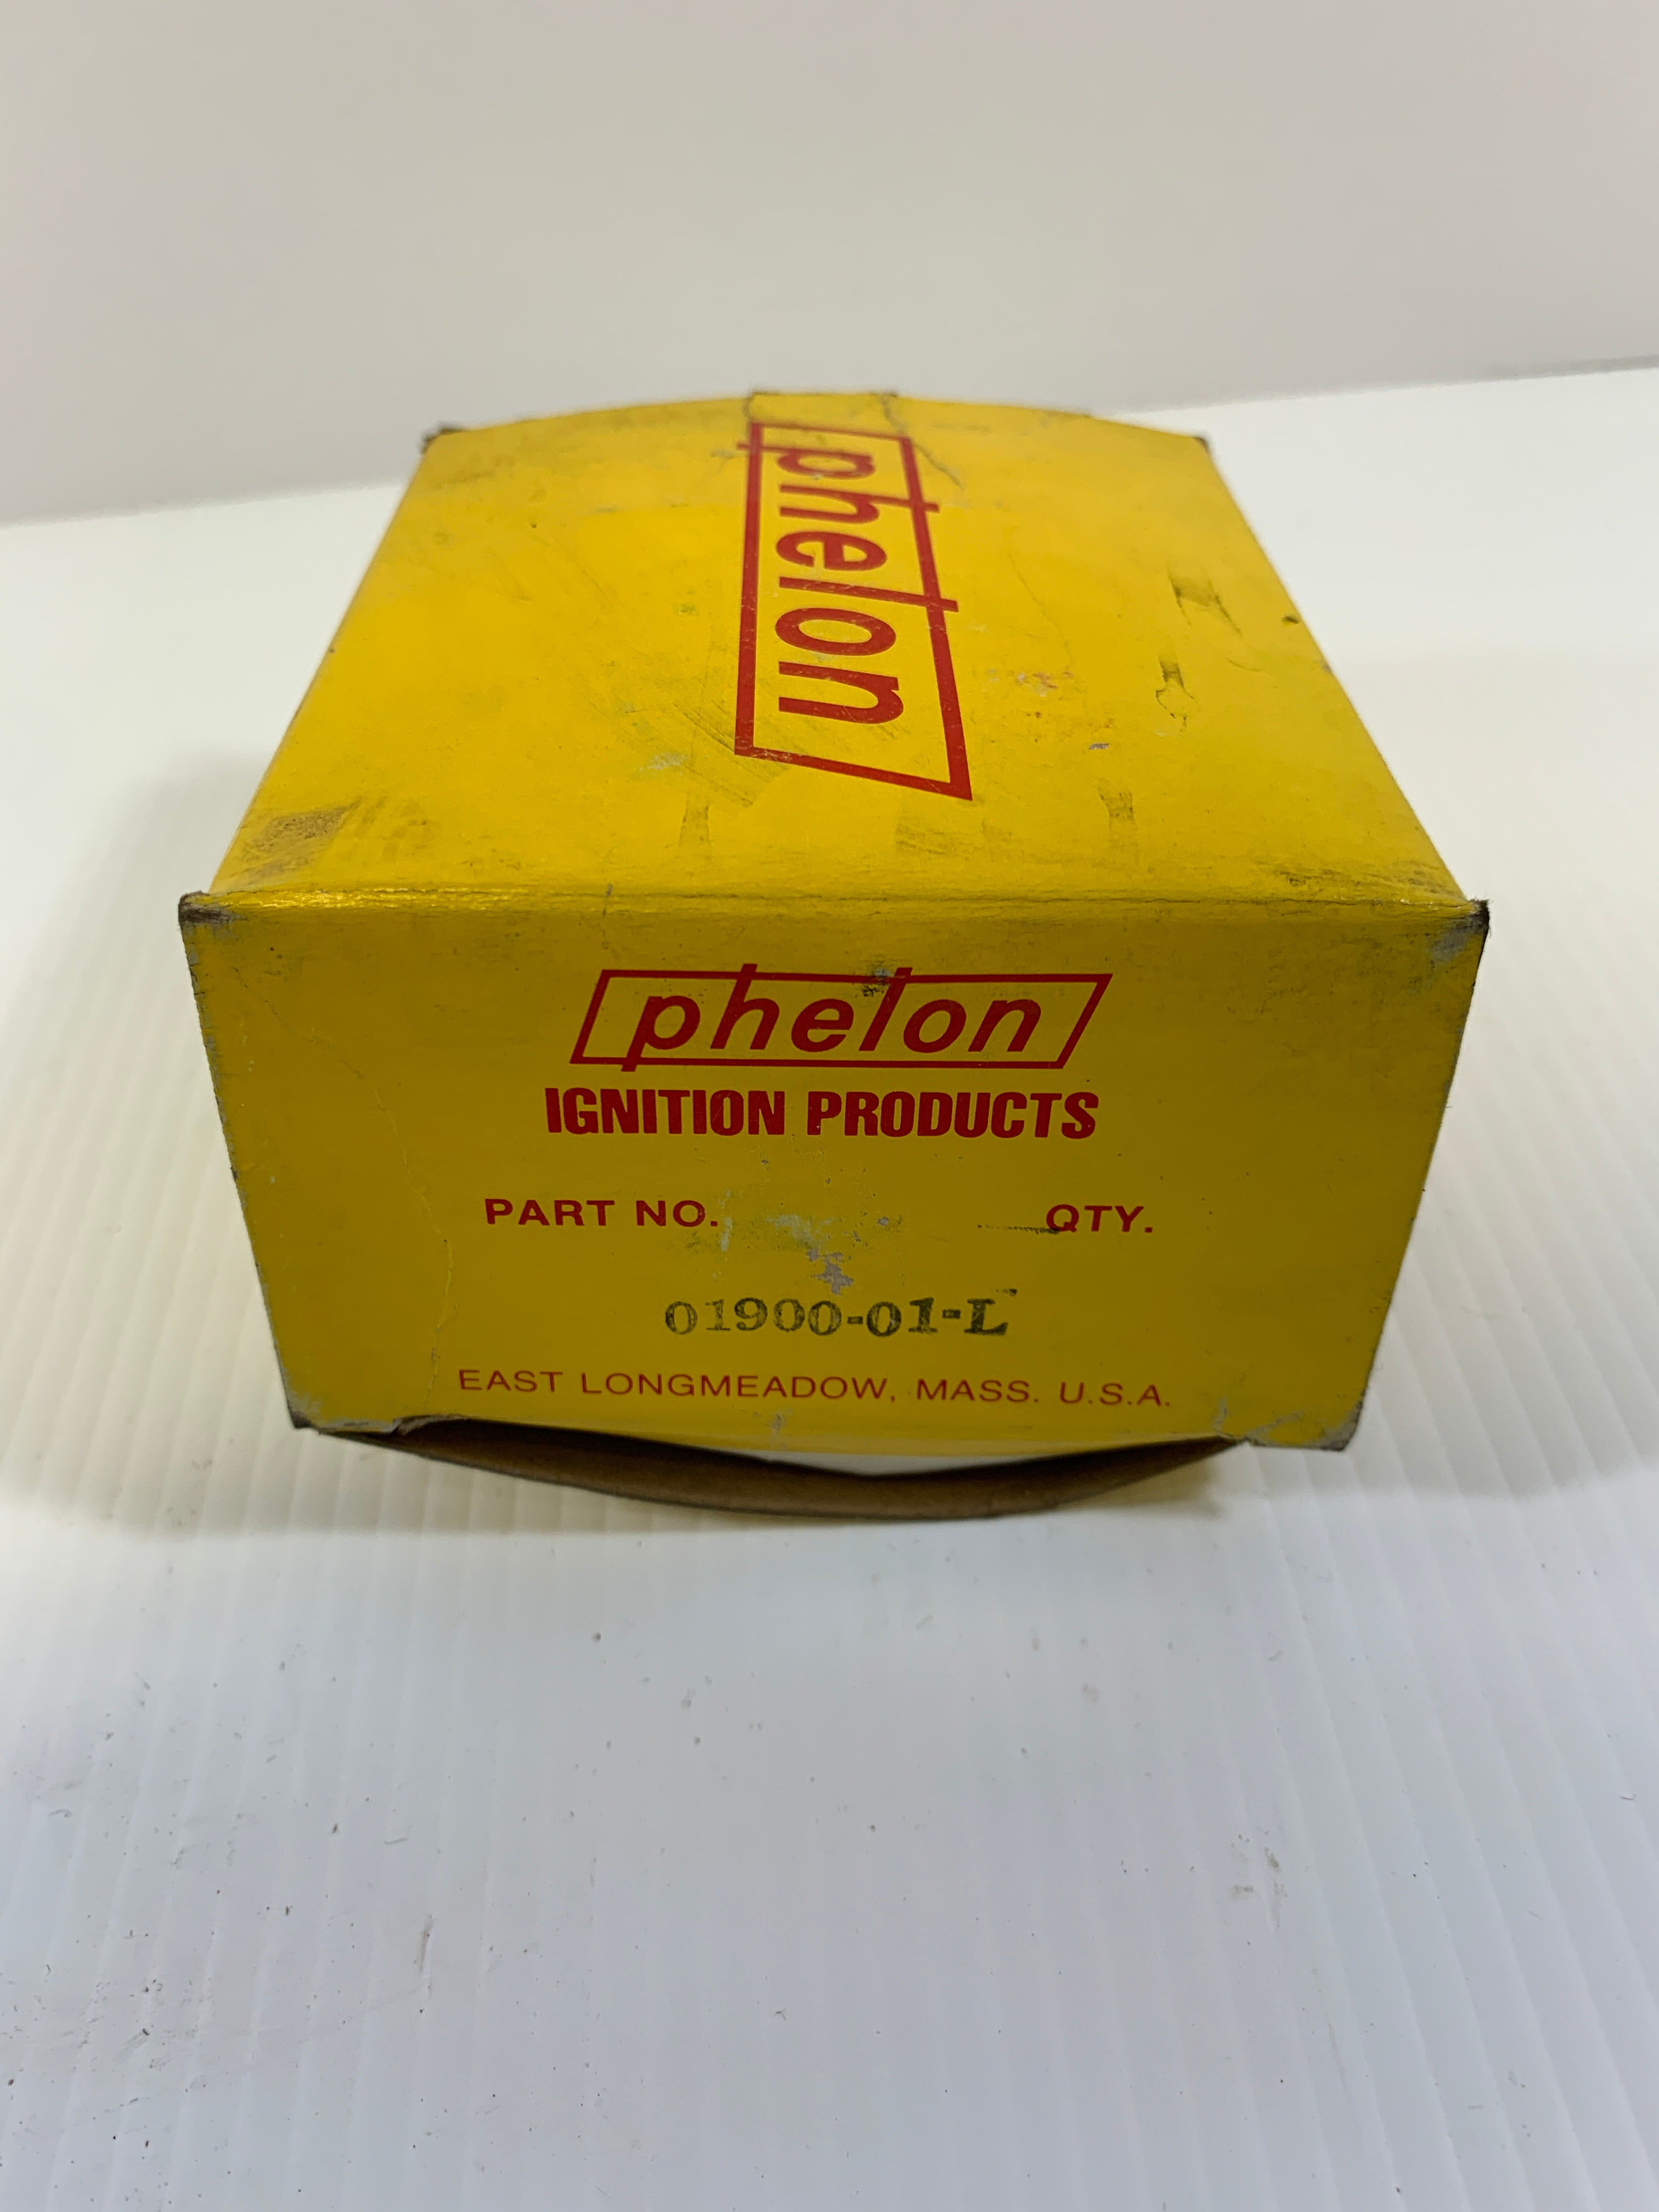 phelon
phelon
IGNITION PRODUCTS
PART NO. QTY.
01900-01-L
EAST LONGMEADOW, MASS. U.S.A.